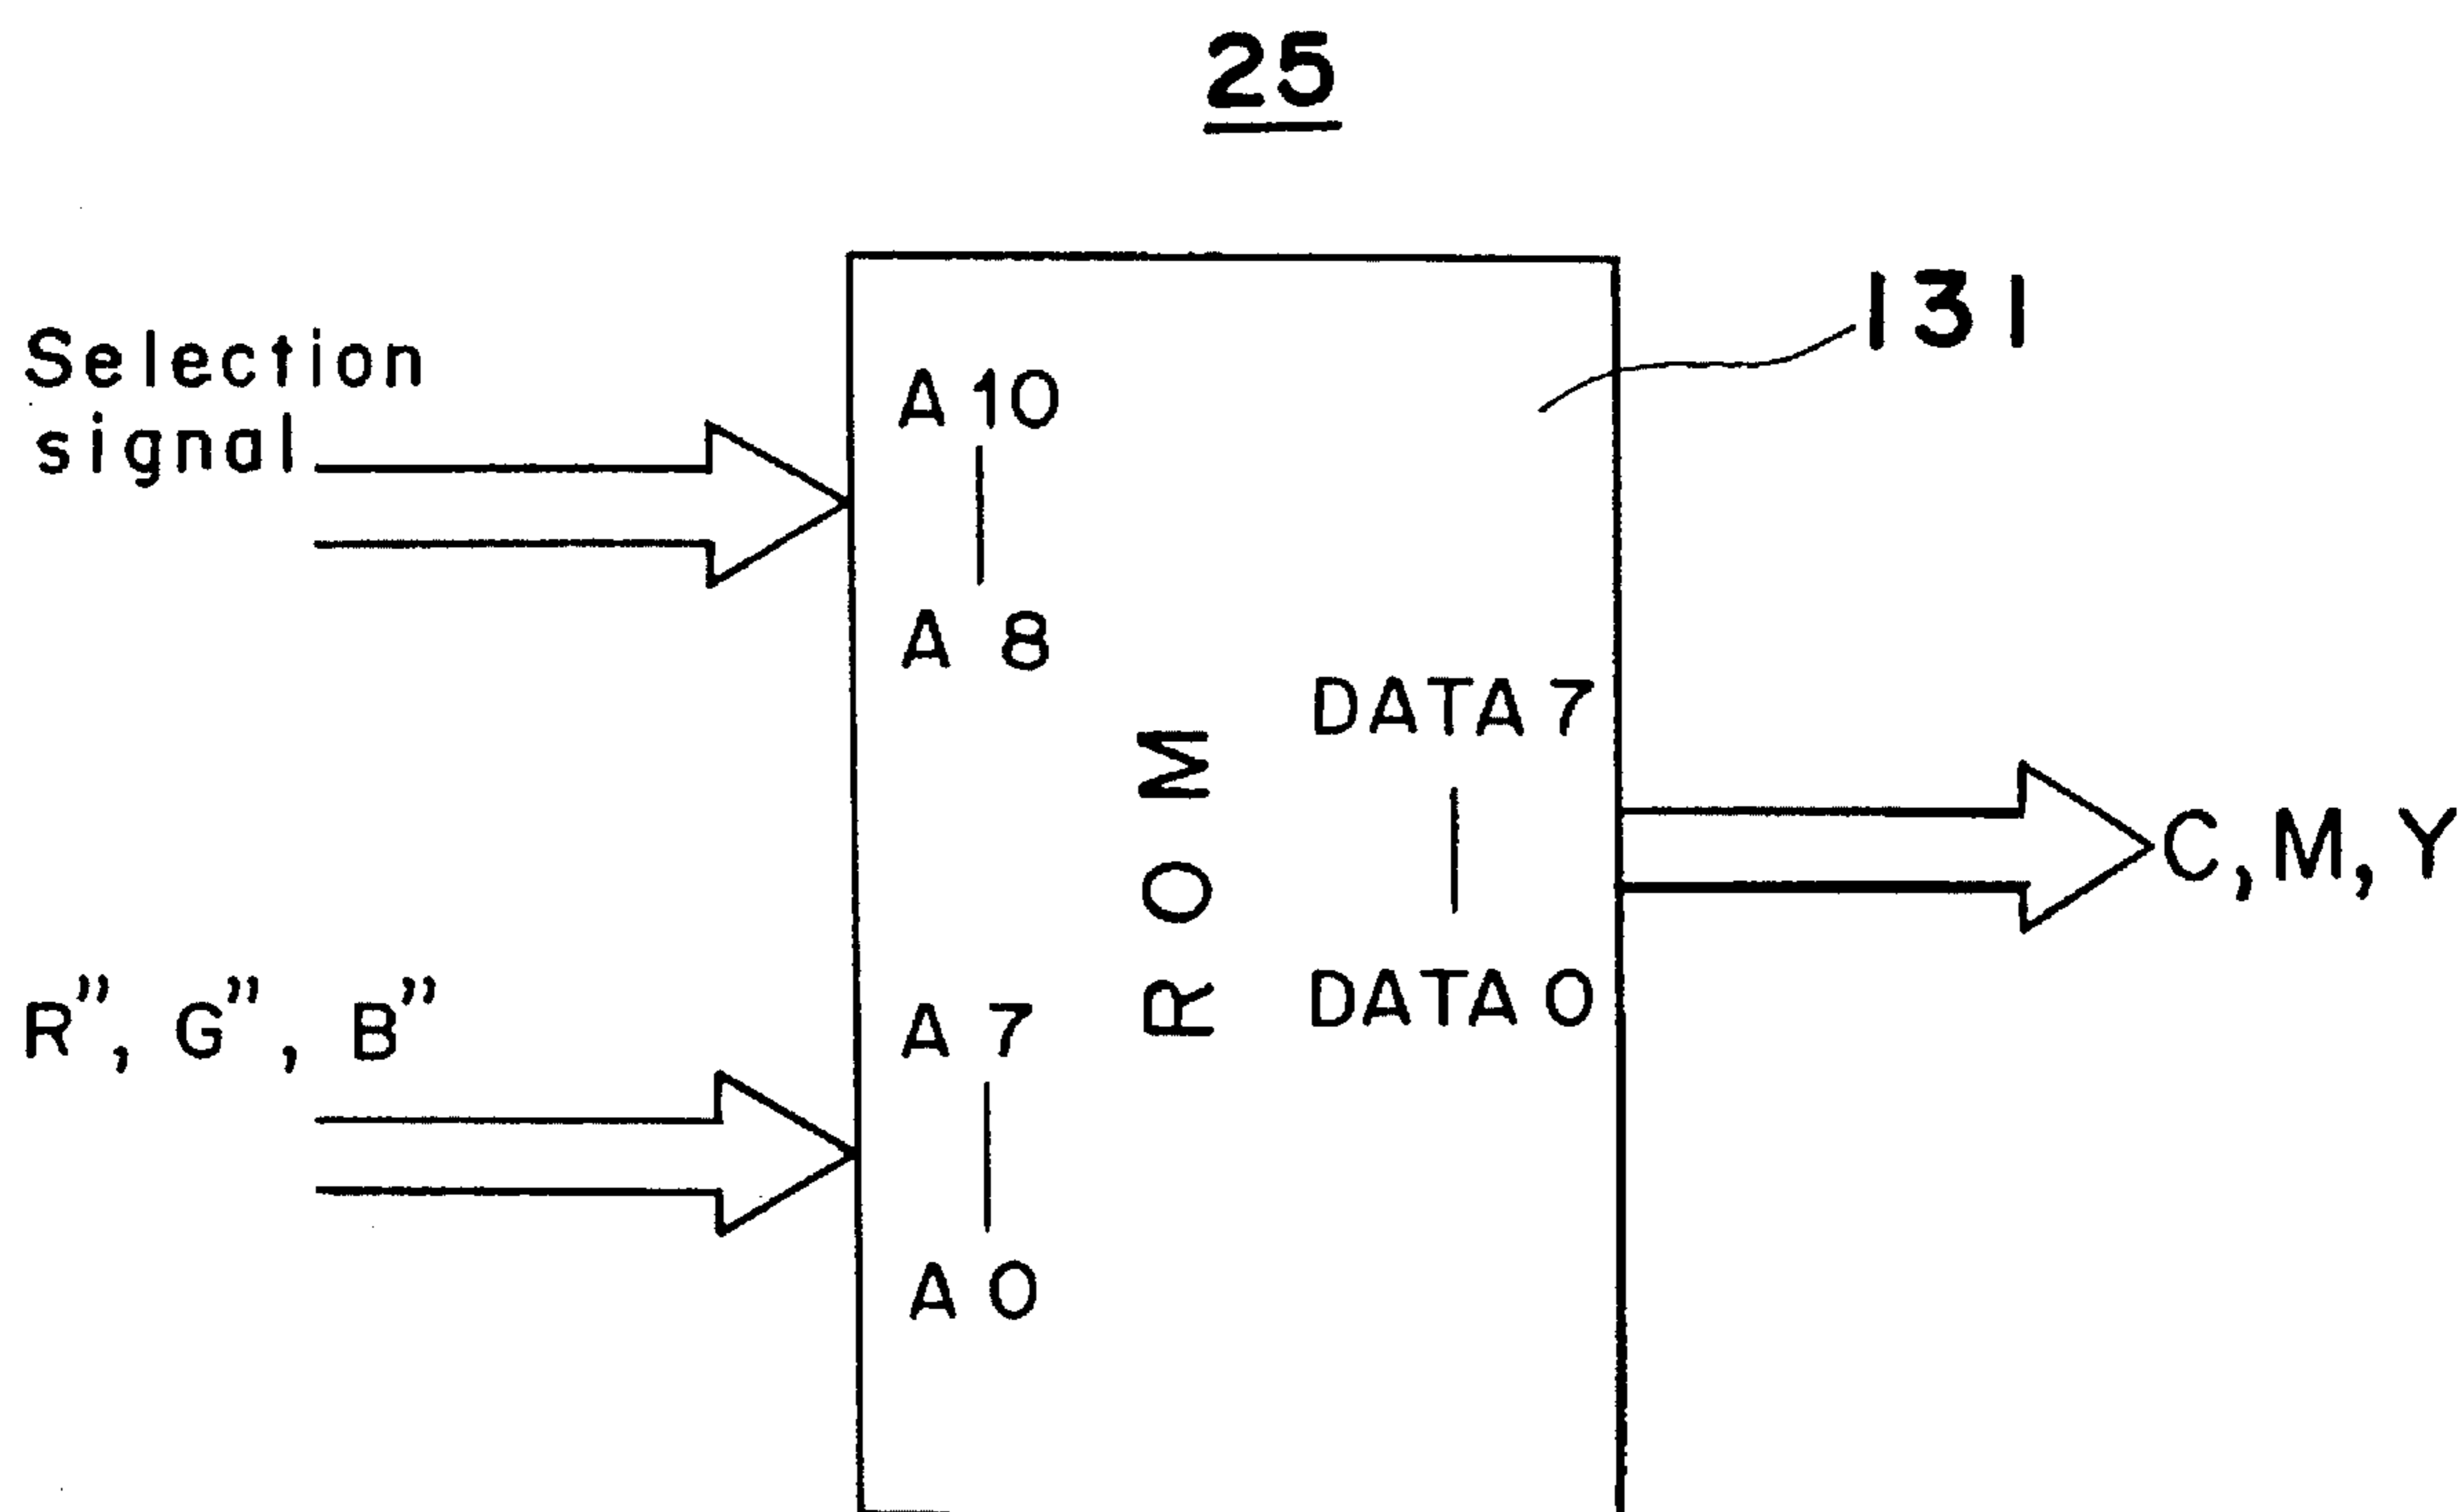 25
131
Selection
signal
A 10
A 8
R", G", B"
A 7
A 0
ROM
DATA 7
DATA 0
C, M, Y